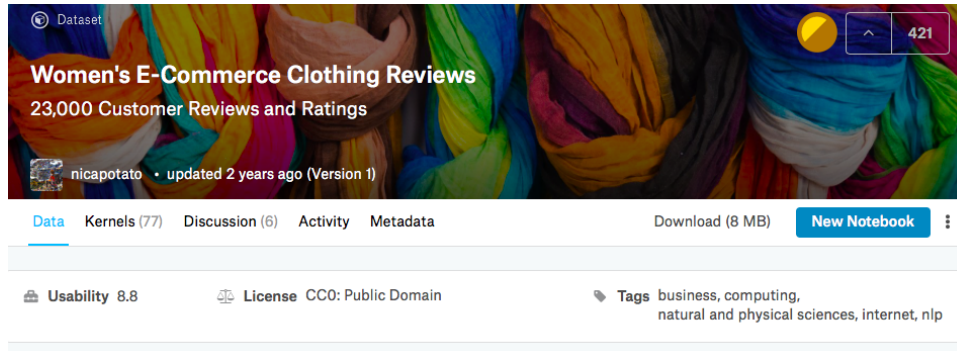 Dataset
421
Women's E-Commerce Clothing Reviews
23,000 Customer Reviews and Ratings
nicapotato • updated 2 years ago (Version 1)
Data Kernels (77) Discussion (6) Activity Metadata Download (8 MB) New Notebook
Usability 8.8 License CC0: Public Domain Tags business, computing,
natural and physical sciences, internet, nlp